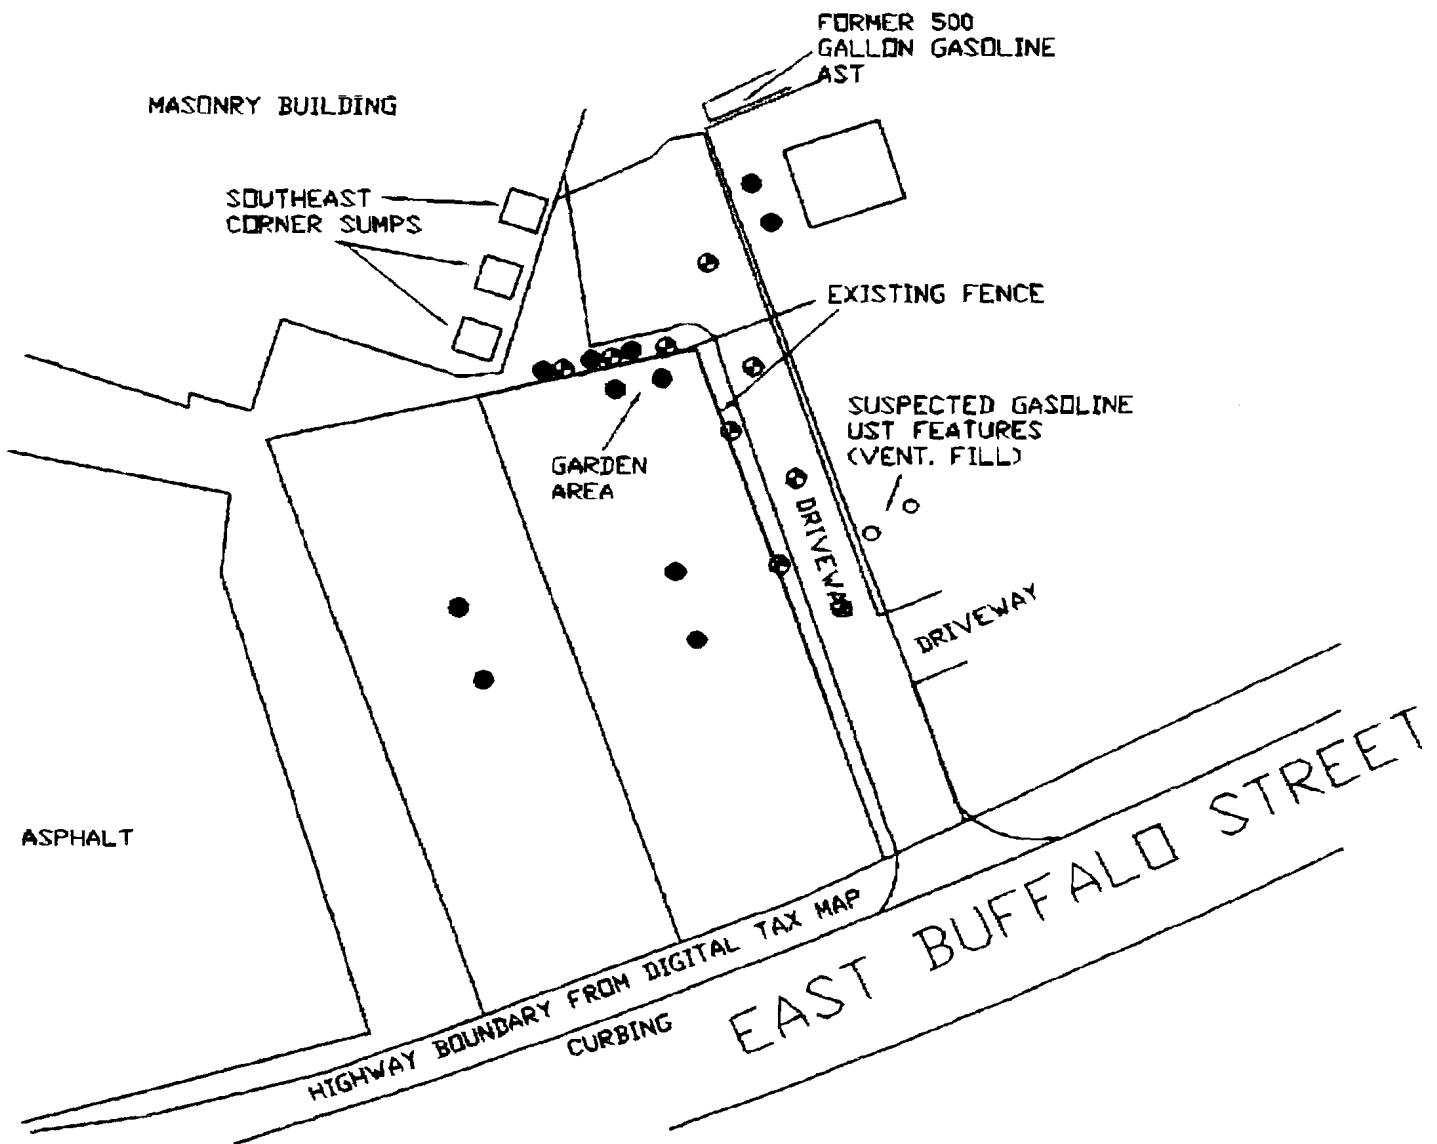 FORMER 500
GALLON GASOLINE
AST
MASONRY BUILDING
SOUTHEAST
CORNER SUMPS
EXISTING FENCE
SUSPECTED GASOLINE
UST FEATURES
(VENT. FILL)
GARDEN
AREA
DRIVEWAY
DRIVEWAY
ASPHALT
HIGHWAY BOUNDARY FROM DIGITAL TAX MAP
CURBING
EAST BUFFALO STREET